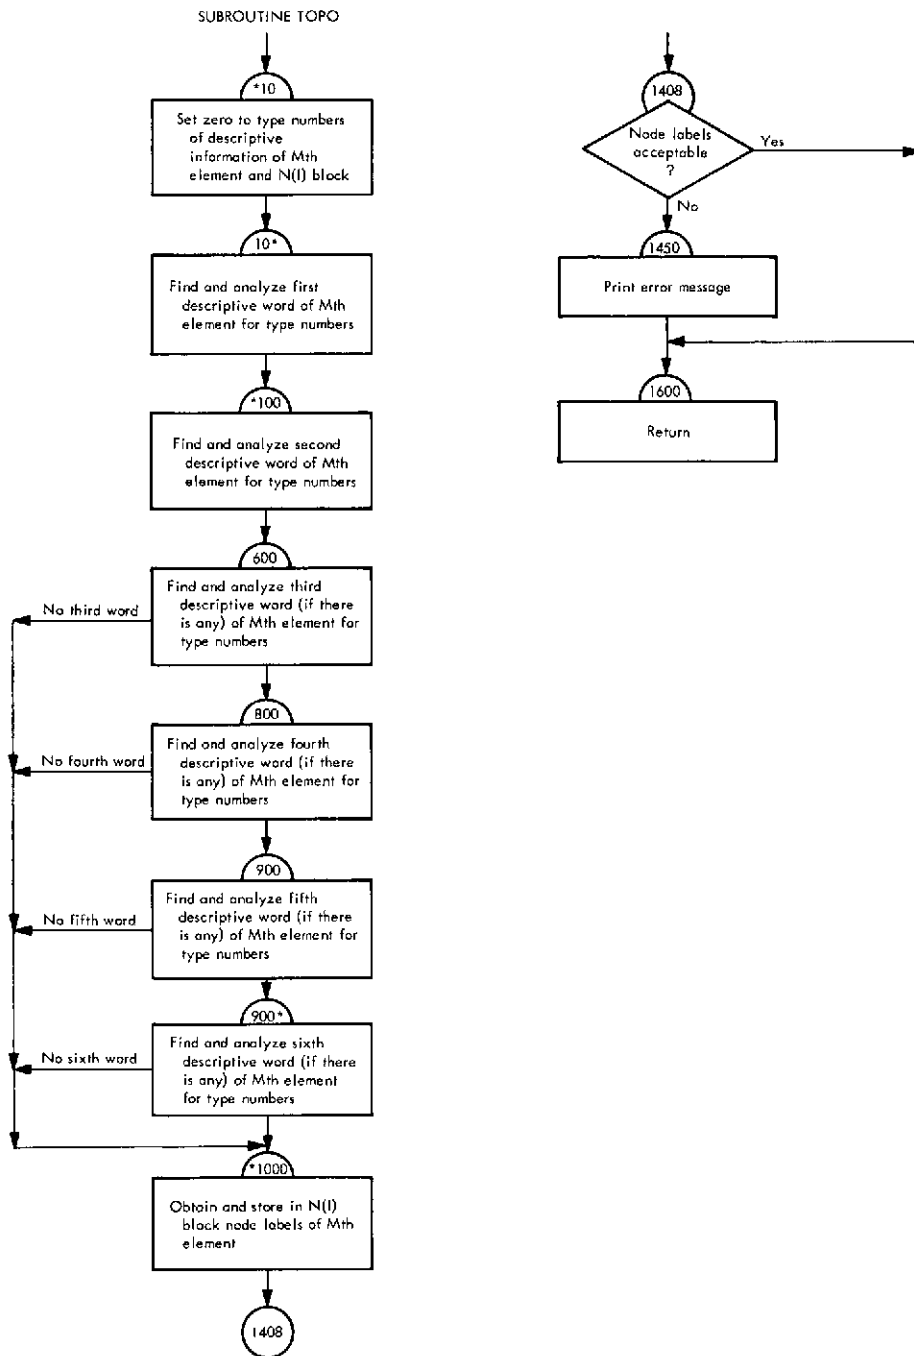 SUBROUTINE TOPO
*10
Set zero to type numbers
of descriptive
information of Mth
element and N(I) block
10*
Find and analyze first
descriptive word of Mth
element for type numbers
*100
Find and analyze second
descriptive word of Mth
element for type numbers
600
Find and analyze third
descriptive word (if there
is any) of Mth element for
type numbers
No third word
800
Find and analyze fourth
descriptive word (if there
is any) of Mth element for
type numbers
No fourth word
900
Find and analyze fifth
descriptive word (if there
is any) of Mth element for
type numbers
No fifth word
900*
Find and analyze sixth
descriptive word (if there
is any) of Mth element
for type numbers
No sixth word
*1000
Obtain and store in N(I)
block node labels of Mth
element
1408
1408
Node labels
acceptable
?
Yes
No
1450
Print error message
1600
Return